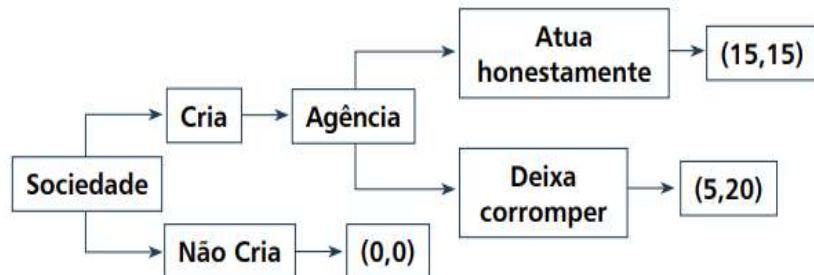 Atua
honestamente
(15,15)
Cria
Agência
Sociedade
Deixa
corromper
(5,20)
Não Cria
(0,0)